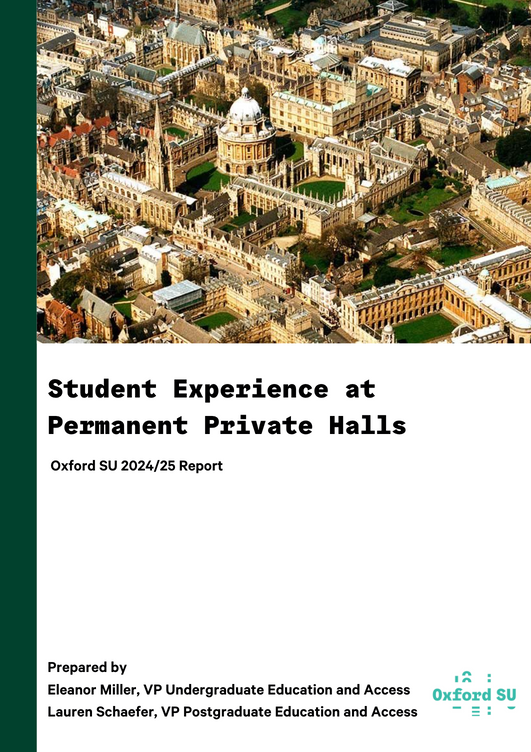 Student Experience at
Permanent Private Halls
Oxford SU 2024/25 Report
Prepared by
Eleanor Miller, VP Undergraduate Education and Access
Lauren Schaefer, VP Postgraduate Education and Access
Oxford SU